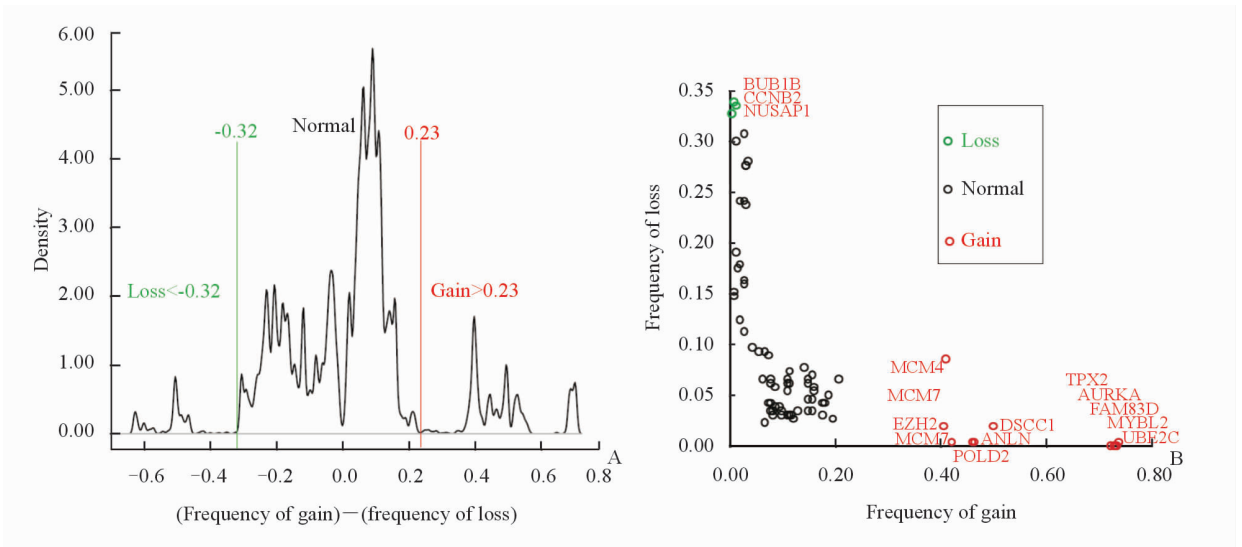 6.00
5.00
4.00
3.00
2.00
1.00
0.00
Density
-0.32
Normal
0.23
Loss<-0.32
Gain>0.23
−0.6
−0.4
−0.2
0.0
0.2
0.4
0.6
0.8
A
(Frequency of gain)—(frequency of loss)
0.35
0.30
0.25
0.20
0.15
0.10
0.05
0.00
Frequency of loss
BUB1B
CCNB2
NUSAP1
Loss
Normal
Gain
MCM4
MCM7
EZH2
DSCC1
MCM7
ANLN
POLD2
TPX2
AURKA
FAM83D
MYBL2
UBE2C
0.00
0.20
0.40
0.60
0.80
B
Frequency of gain